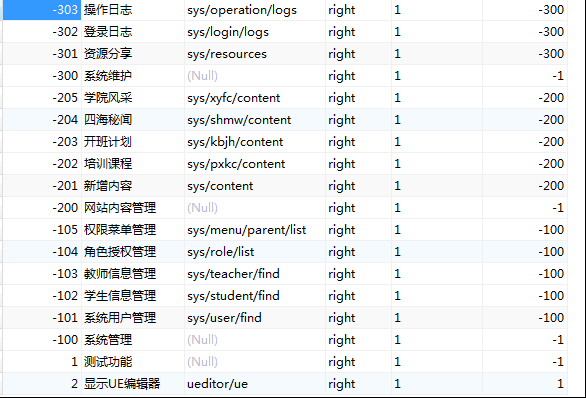 -303 操作日志 sys/operation/logs right 1 -300
-302 登录日志 sys/login/logs right 1 -300
-301 资源分享 sys/resources right 1 -300
-300 系统维护 (Null) right 1 -1
-205 学院风采 sys/xyfc/content right 1 -200
-204 四海秘闻 sys/shmw/content right 1 -200
-203 开班计划 sys/kbjh/content right 1 -200
-202 培训课程 sys/pxkc/content right 1 -200
-201 新增内容 sys/content right 1 -200
-200 网站内容管理 (Null) right 1 -1
-105 权限菜单管理 sys/menu/parent/list right 1 -100
-104 角色授权管理 sys/role/list right 1 -100
-103 教师信息管理 sys/teacher/find right 1 -100
-102 学生信息管理 sys/student/find right 1 -100
-101 系统用户管理 sys/user/find right 1 -100
-100 系统管理 (Null) right 1 -1
1 测试功能 (Null) right 1 -1
2 显示UE编辑器 ueditor/ue right 1 1